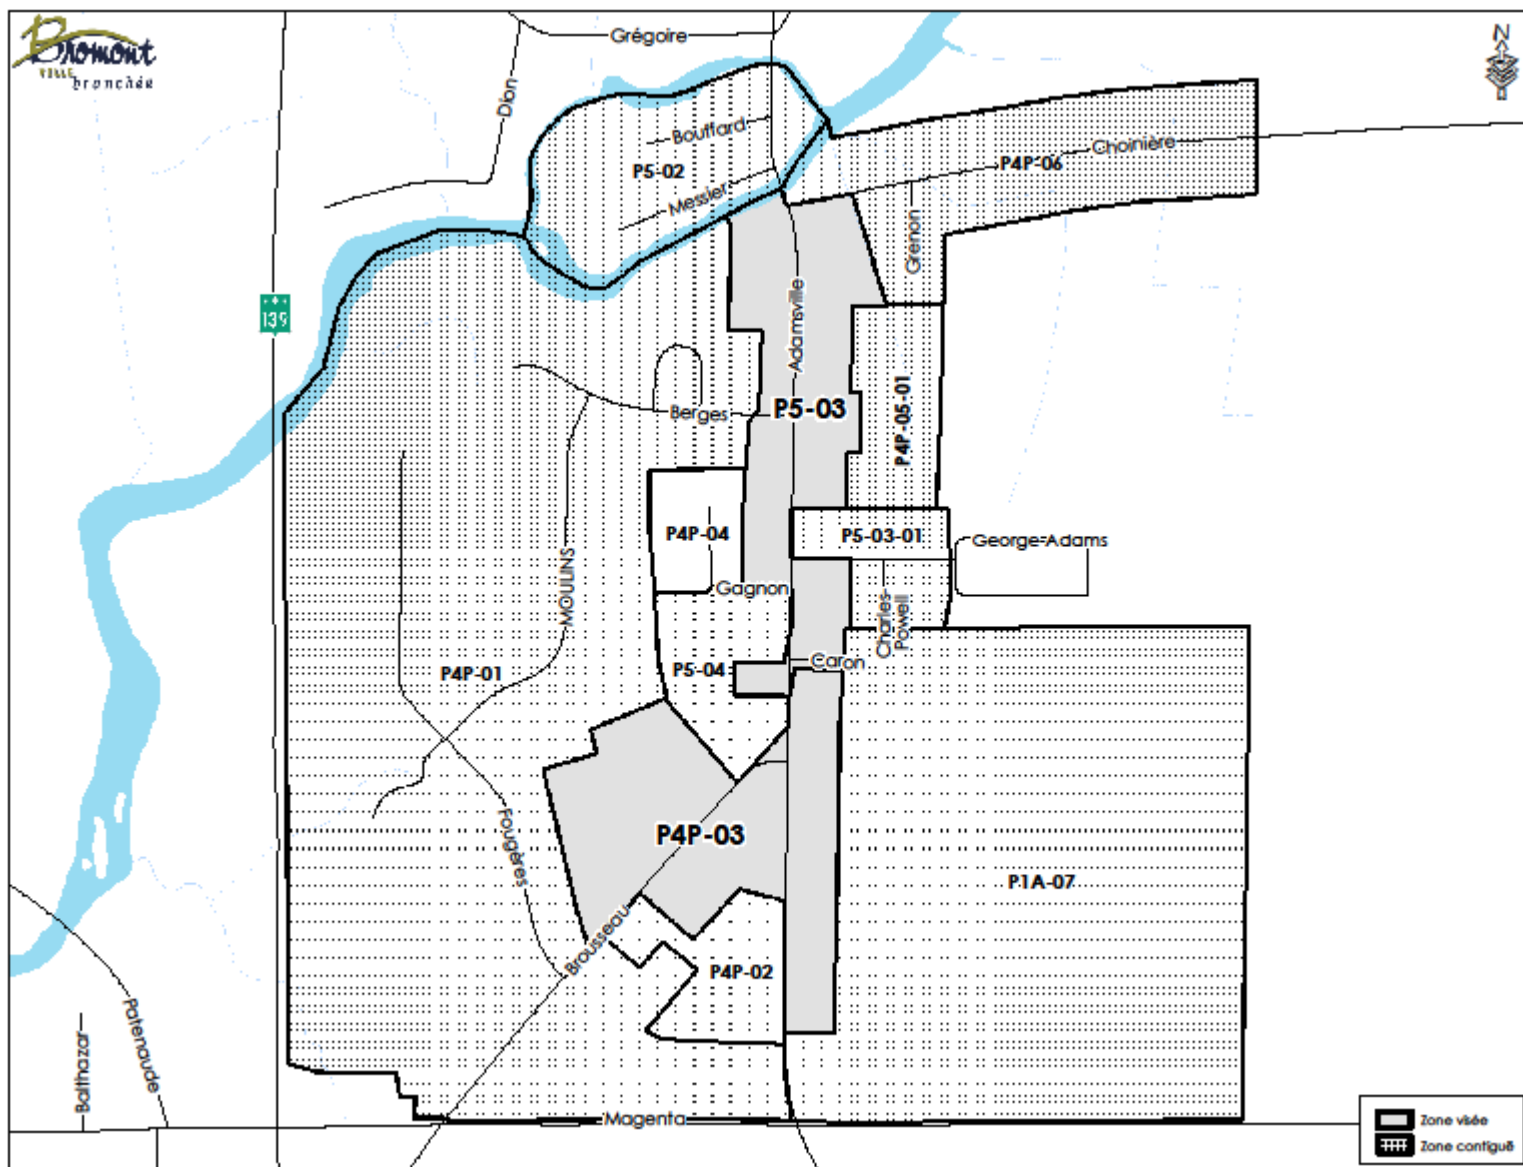 Bromont
VILLE
branchée
N
Grégoire
Dion
Bouffard
P5-02
Messier
Choinière
P4P-06
Grenon
139
Adamsville
P5-03
Berges
P4P-05-01
P4P-04
P5-03-01
George-Adams
MOULINS
Gagnon
Charles-
Powell
P4P-01
P5-04
Caron
Fougères
P4P-03
P1A-07
Brousseau
P4P-02
Patenaude
Balthazar
Magenta
Zone visée
Zone contiguë